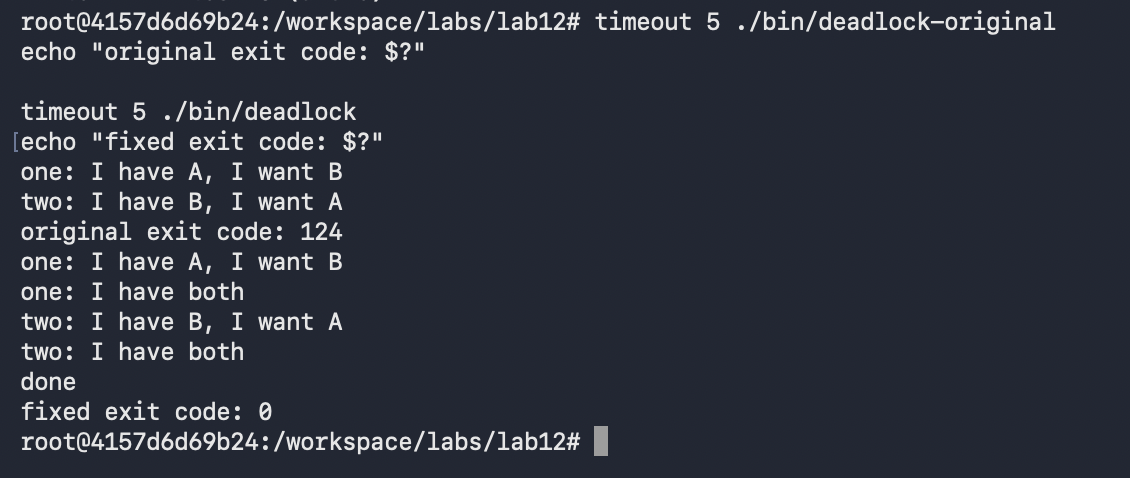 root@4157d6d69b24:/workspace/labs/lab12# timeout 5 ./bin/deadlock-original
echo "original exit code: $?"
timeout 5 ./bin/deadlock
[echo "fixed exit code: $?"
one: I have A, I want B
two: I have B, I want A
original exit code: 124
one: I have A, I want B
one: I have both
two: I have B, I want A
two: I have both
done
fixed exit code: 0
root@4157d6d69b24:/workspace/labs/lab12#